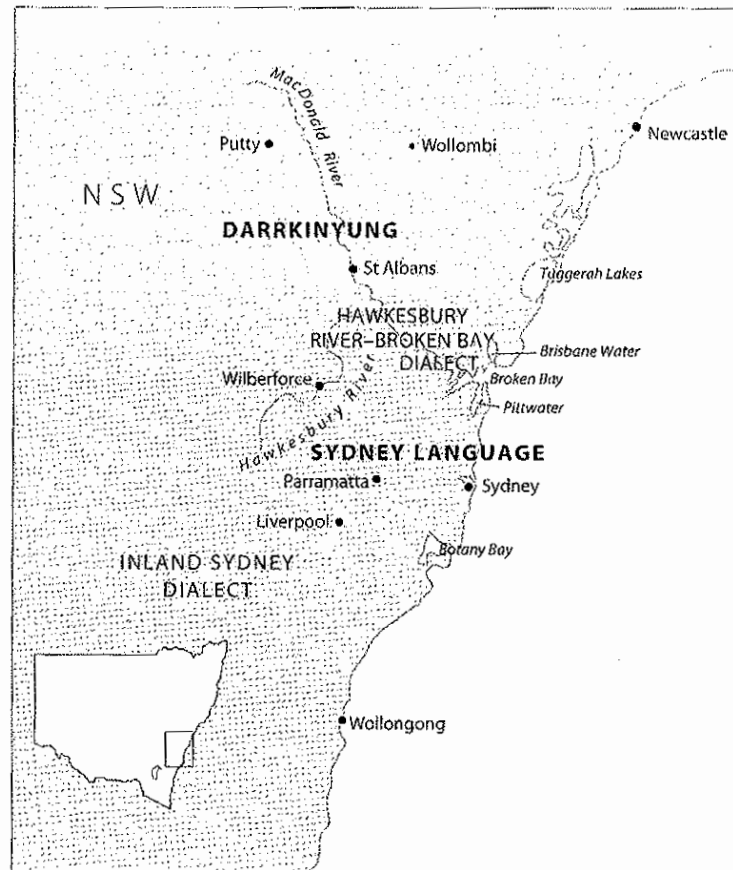 MacDonald River
Newcastle
Putty
Wollombi
NSW
DARRKINYUNG
St Albans
Tuggerah Lakes
HAWKESBURY
RIVER–BROKEN BAY
DIALECT
Brisbane Water
Broken Bay
Wilberforce
Pittwater
Hawkesbury River
SYDNEY LANGUAGE
Parramatta
Sydney
Liverpool
Botany Bay
INLAND SYDNEY
DIALECT
Wollongong